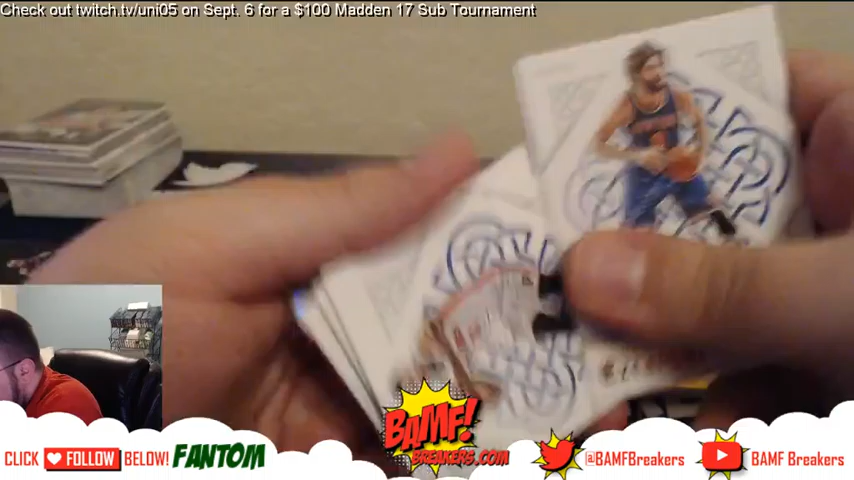 Check out twitch.tv/uni05 on Sept. 6 for a $100 Madden 17 Sub Tournament
BAMF!
BREAKERS.COM
CLICK FOLLOW BELOW! FANTOM
@BAMFBreakers
BAMF Breakers